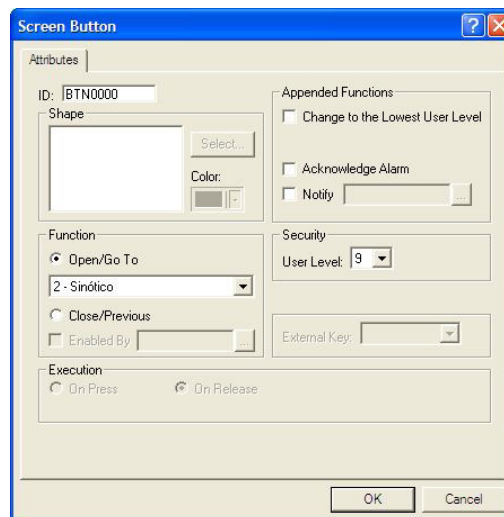 Screen Button
Attributes
ID: BTN0000
Shape
Select...
Color:
Function
Open/Go To
2 - Sinótico
Close/Previous
Enabled By
...
Execution
On Press
On Release
Appended Functions
Change to the Lowest User Level
Acknowledge Alarm
Notify
...
Security
User Level: 9
External Key:
OK
Cancel